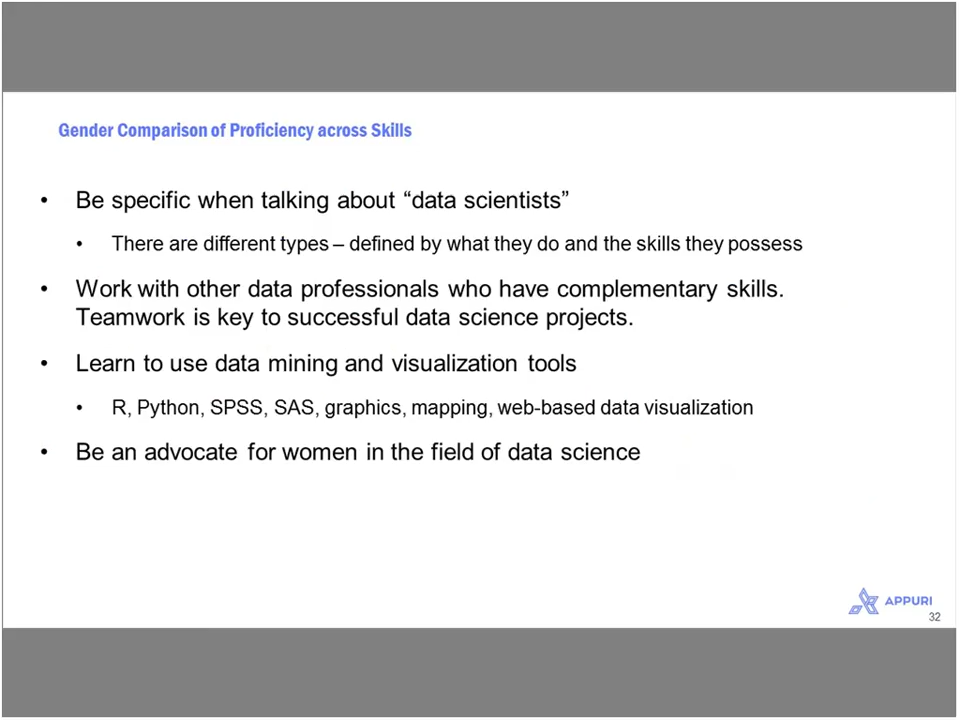 Gender Comparison of Proficiency across Skills
• Be specific when talking about “data scientists”
• There are different types – defined by what they do and the skills they possess
• Work with other data professionals who have complementary skills.
Teamwork is key to successful data science projects.
• Learn to use data mining and visualization tools
• R, Python, SPSS, SAS, graphics, mapping, web-based data visualization
• Be an advocate for women in the field of data science
APPURI
32